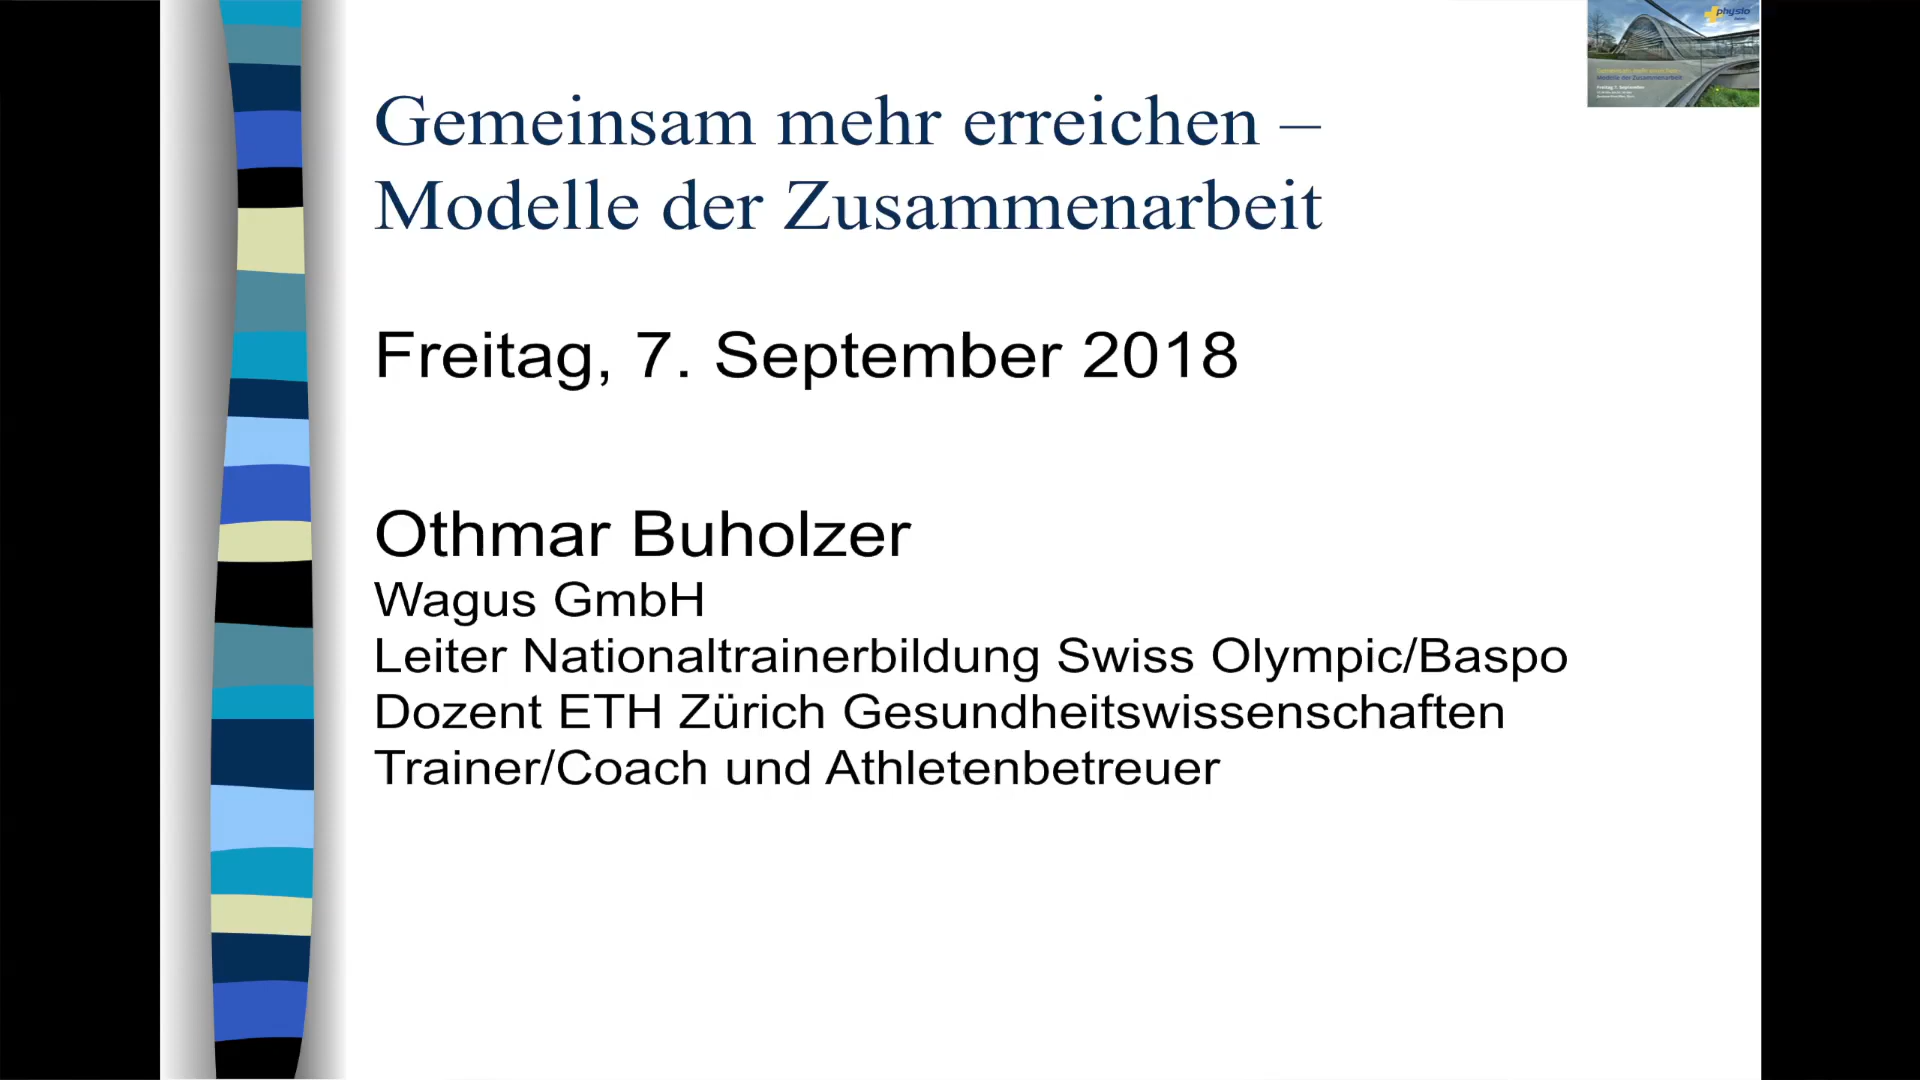 physio
Gemeinsam mehr erreichen –
Modelle der Zusammenarbeit
Freitag, 7. September 2018
Othmar Buholzer
Wagus GmbH
Leiter Nationaltrainerbildung Swiss Olympic/Baspo
Dozent ETH Zürich Gesundheitswissenschaften
Trainer/Coach und Athletenbetreuer